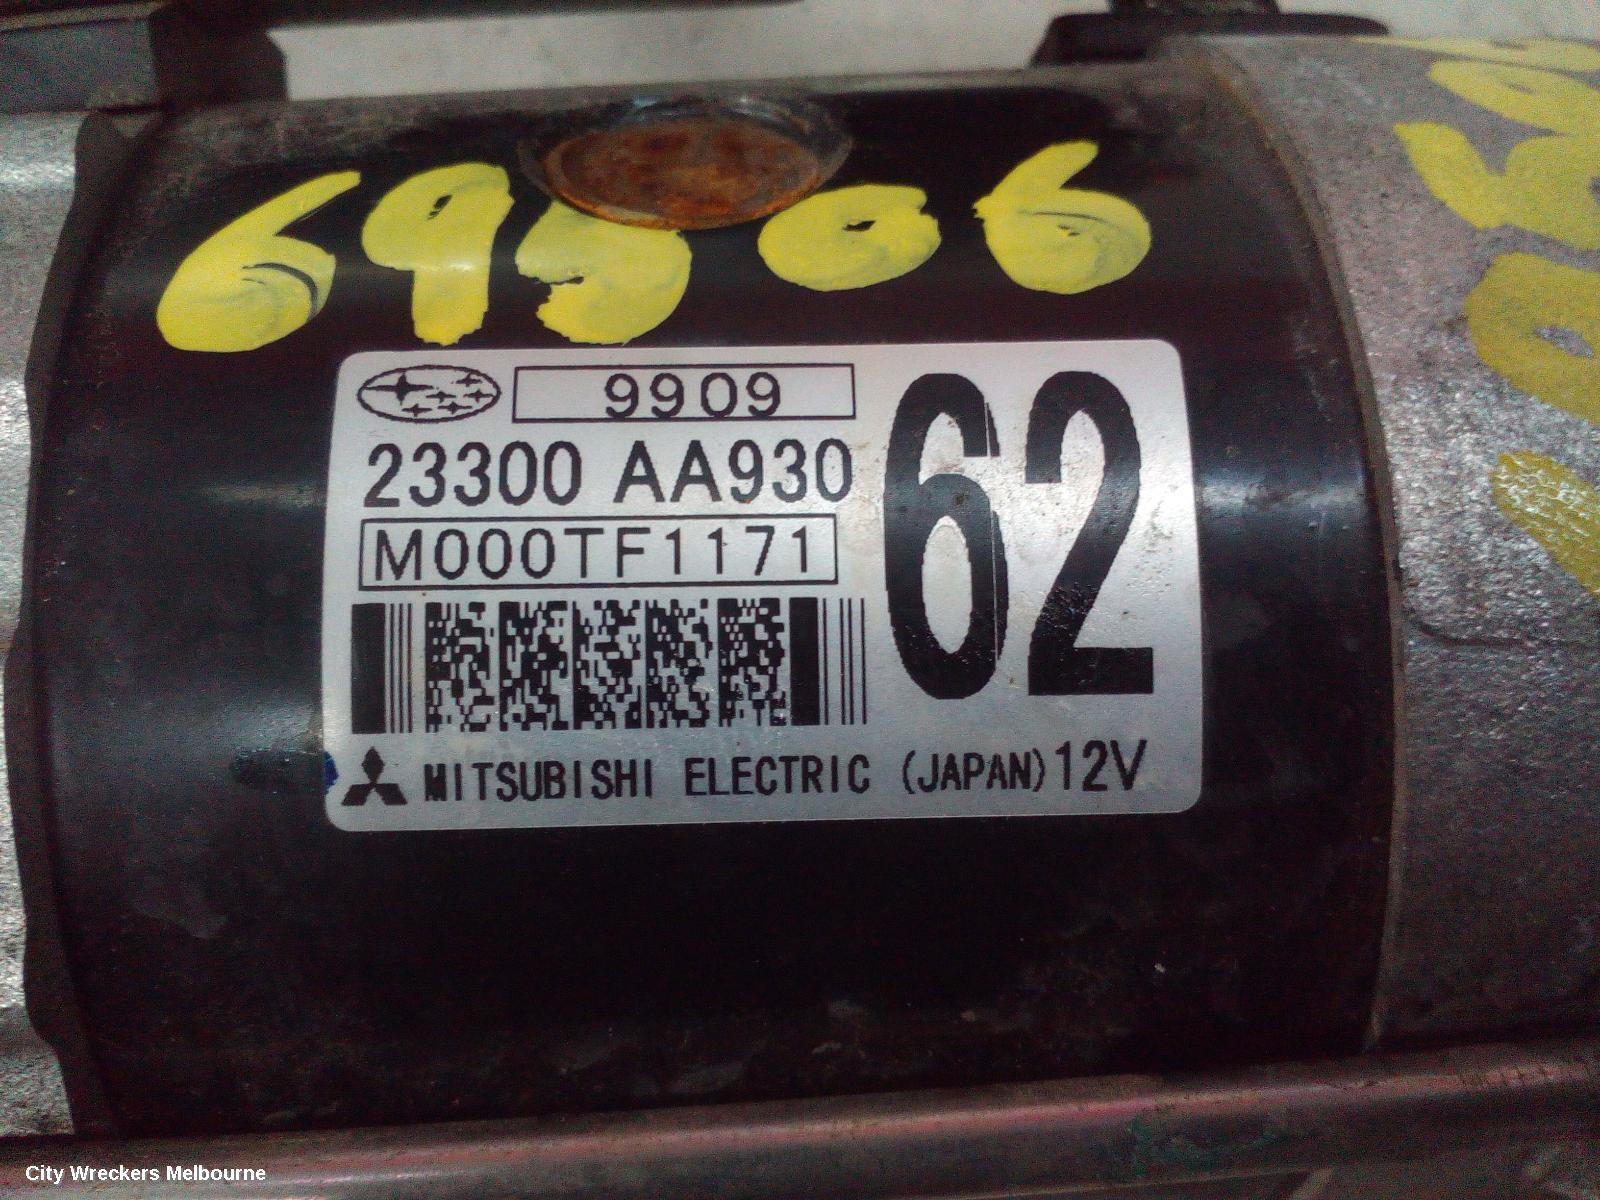 69506
9909
23300 AA930
M000TF1171
62
MITSUBISHI ELECTRIC (JAPAN) 12V
City Wreckers Melbourne